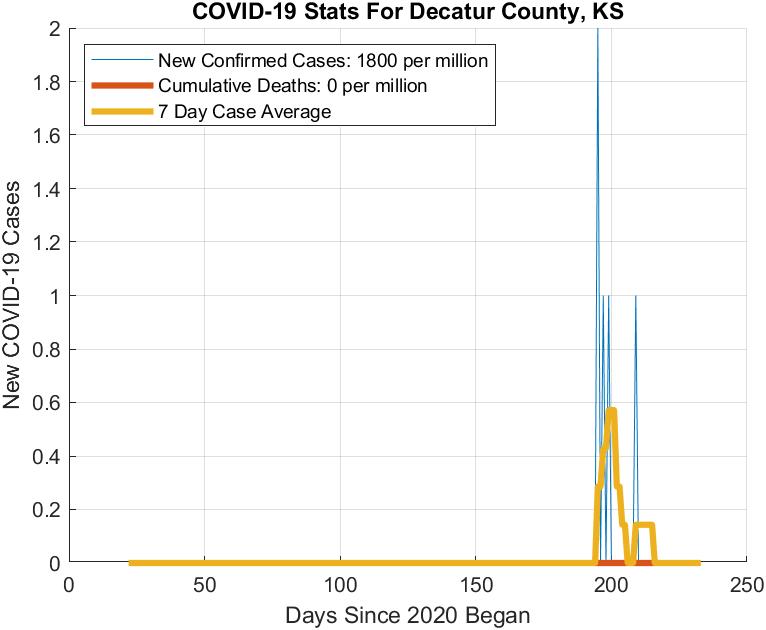 COVID-19 Stats For Decatur County, KS
New Confirmed Cases: 1800 per million
Cumulative Deaths: 0 per million
7 Day Case Average
New COVID-19 Cases
2
1.8
1.6
1.4
1.2
1
0.8
0.6
0.4
0.2
0
0 50 100 150 200 250
Days Since 2020 Began